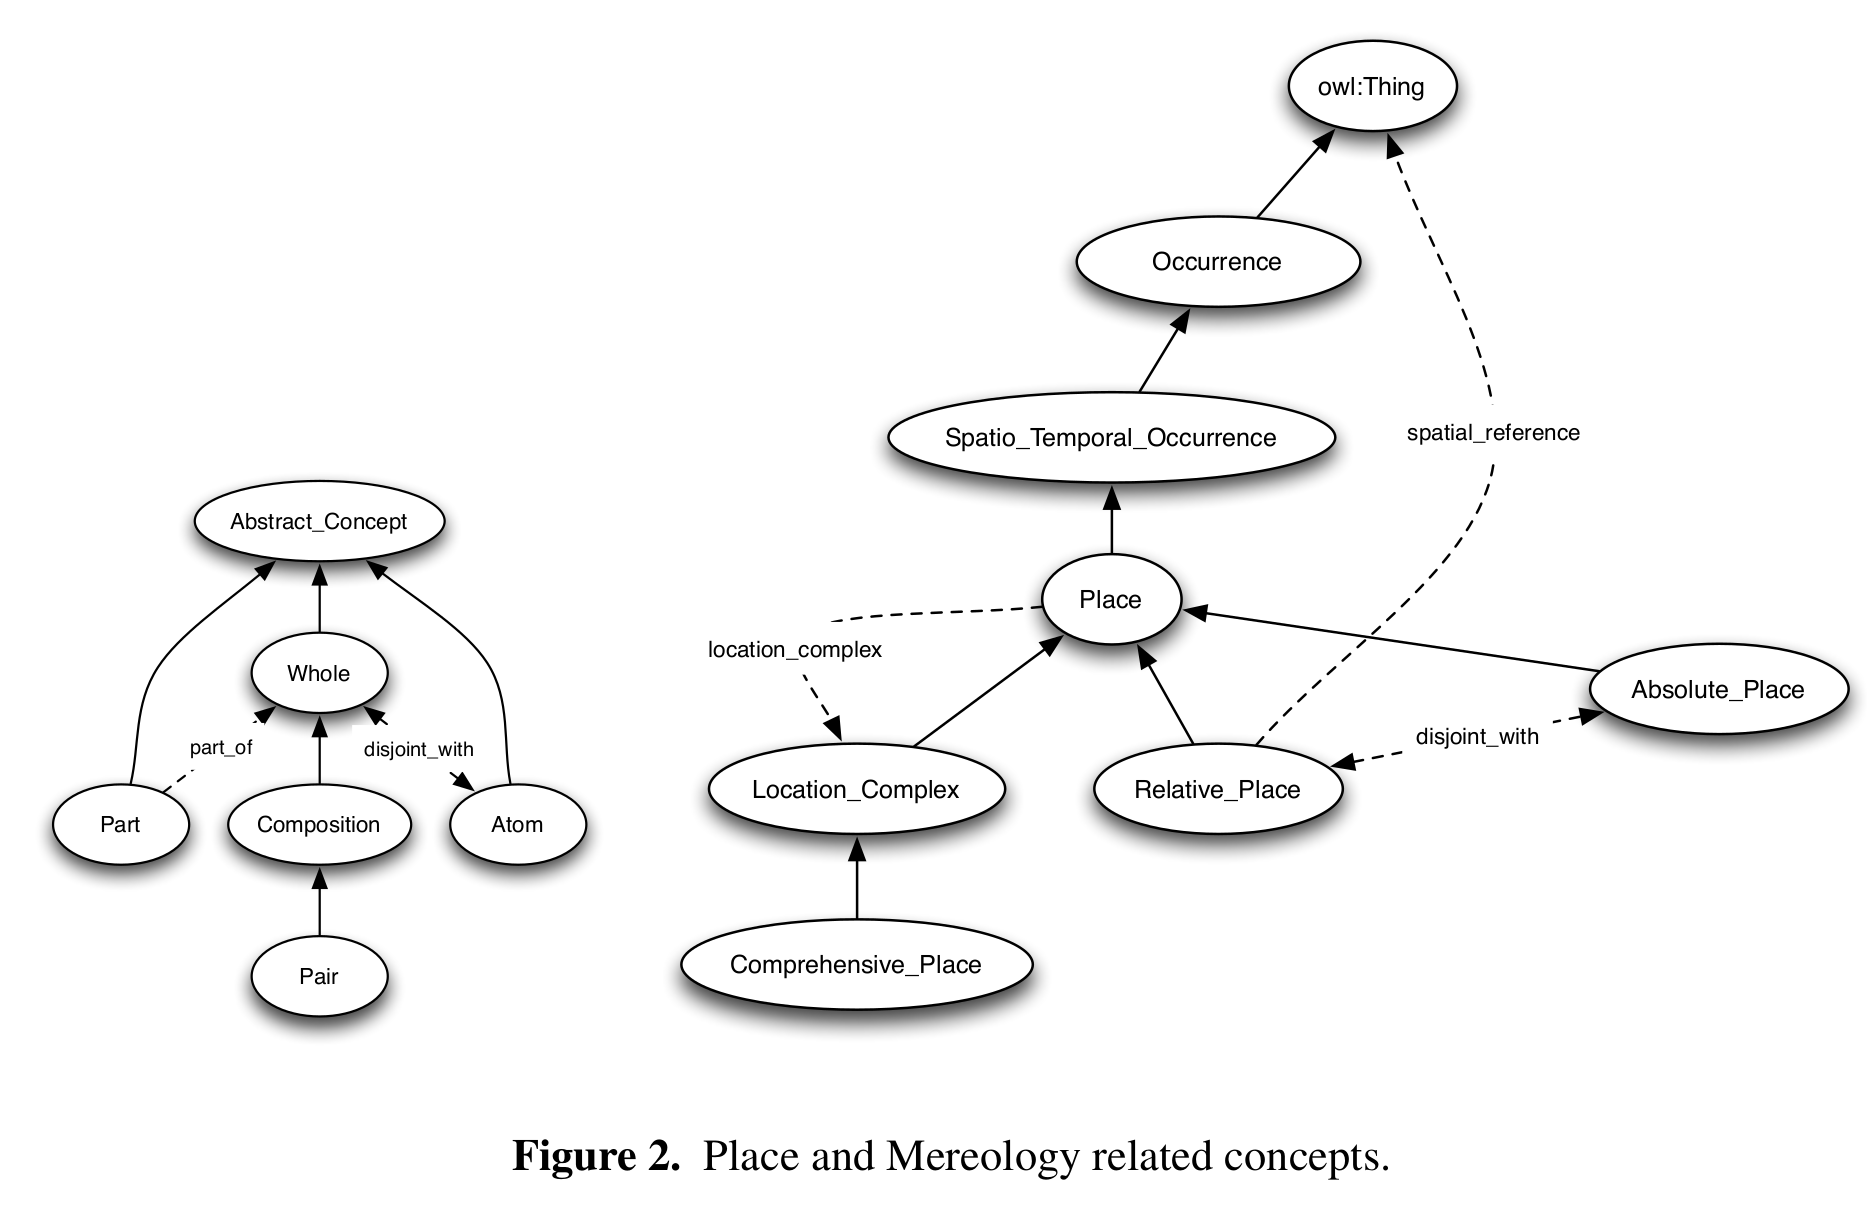 owl:Thing
Occurrence
spatial_reference
Spatio_Temporal_Occurrence
Abstract_Concept
Place
location_complex
Whole
Absolute_Place
part_of
disjoint_with
disjoint_with
Location_Complex
Relative_Place
Part
Composition
Atom
Comprehensive_Place
Pair
Figure 2. Place and Mereology related concepts.